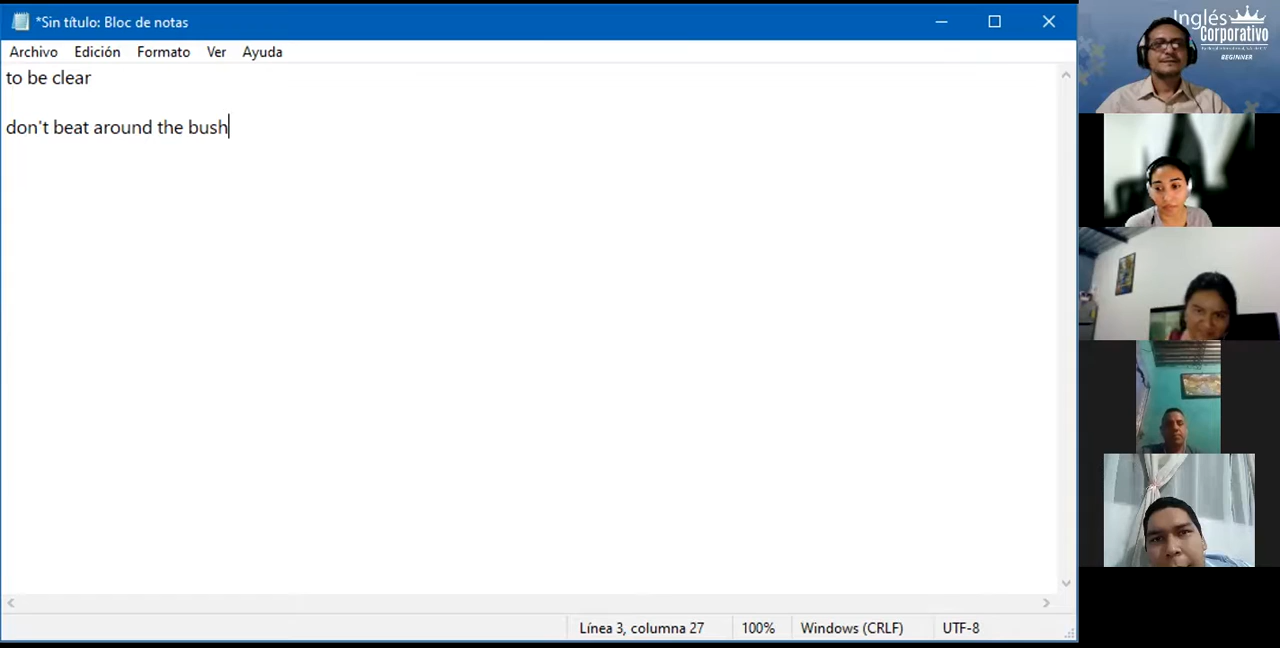 *Sin título: Bloc de notas
Archivo Edición Formato Ver Ayuda
to be clear
don't beat around the bush
Línea 3, columna 27 100% Windows (CRLF) UTF-8
Inglés
Corporativo
BEGINNER